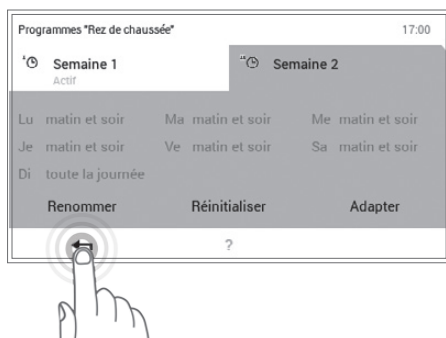 Programmes "Rez de chaussée" 17:00
Semaine 1 Semaine 2
Actif
Lu matin et soir Ma matin et soir Me matin et soir
Je matin et soir Ve matin et soir Sa matin et soir
Di toute la journée
Renommer Réinitialiser Adapter
?